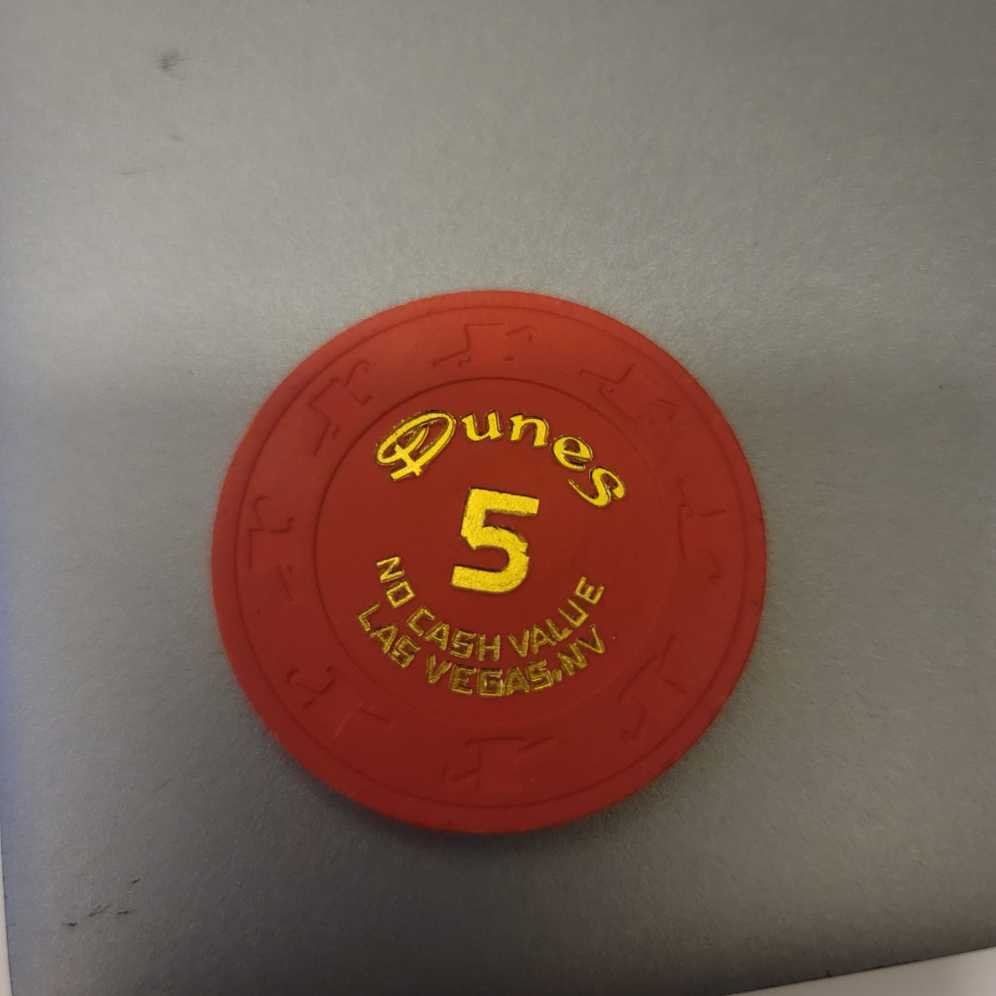 Dunes
5
NO CASH VALUE
LAS VEGAS, NV